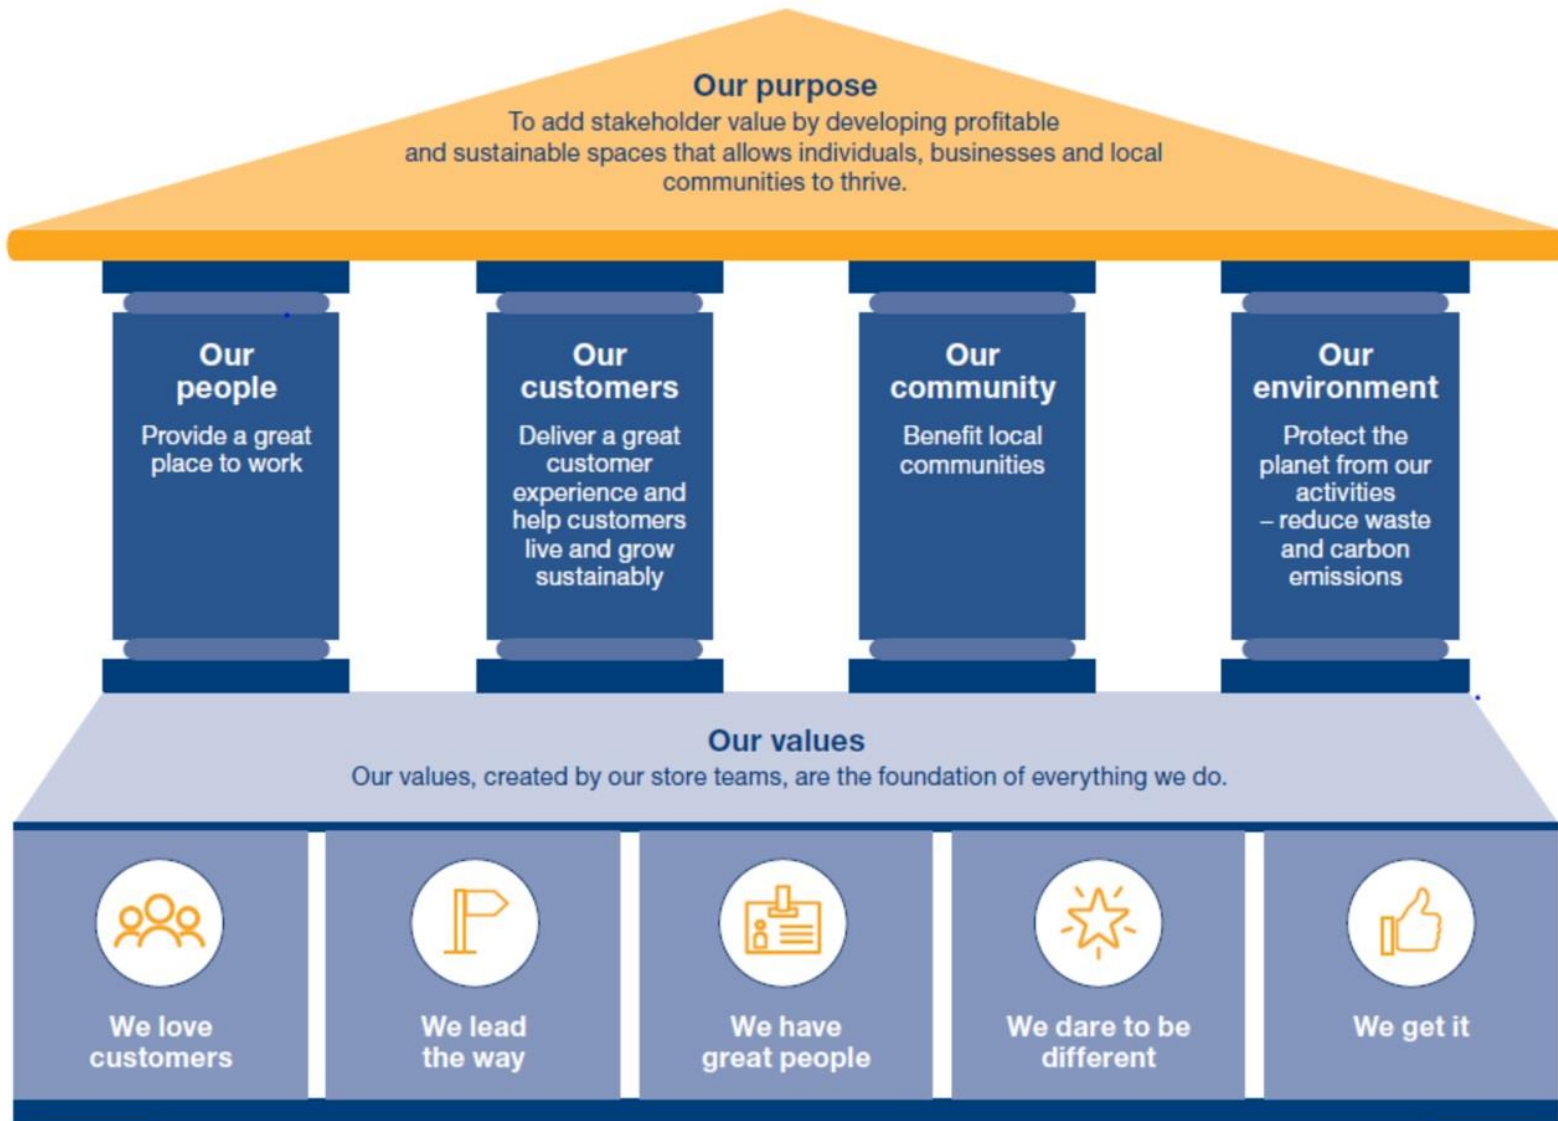 Our purpose
To add stakeholder value by developing profitable
and sustainable spaces that allows individuals, businesses and local
communities to thrive.
Our
people
Provide a great
place to work
Our
customers
Deliver a great
customer
experience and
help customers
live and grow
sustainably
Our
community
Benefit local
communities
Our
environment
Protect the
planet from our
activities
– reduce waste
and carbon
emissions
Our values
Our values, created by our store teams, are the foundation of everything we do.
We love
customers
We lead
the way
We have
great people
We dare to be
different
We get it